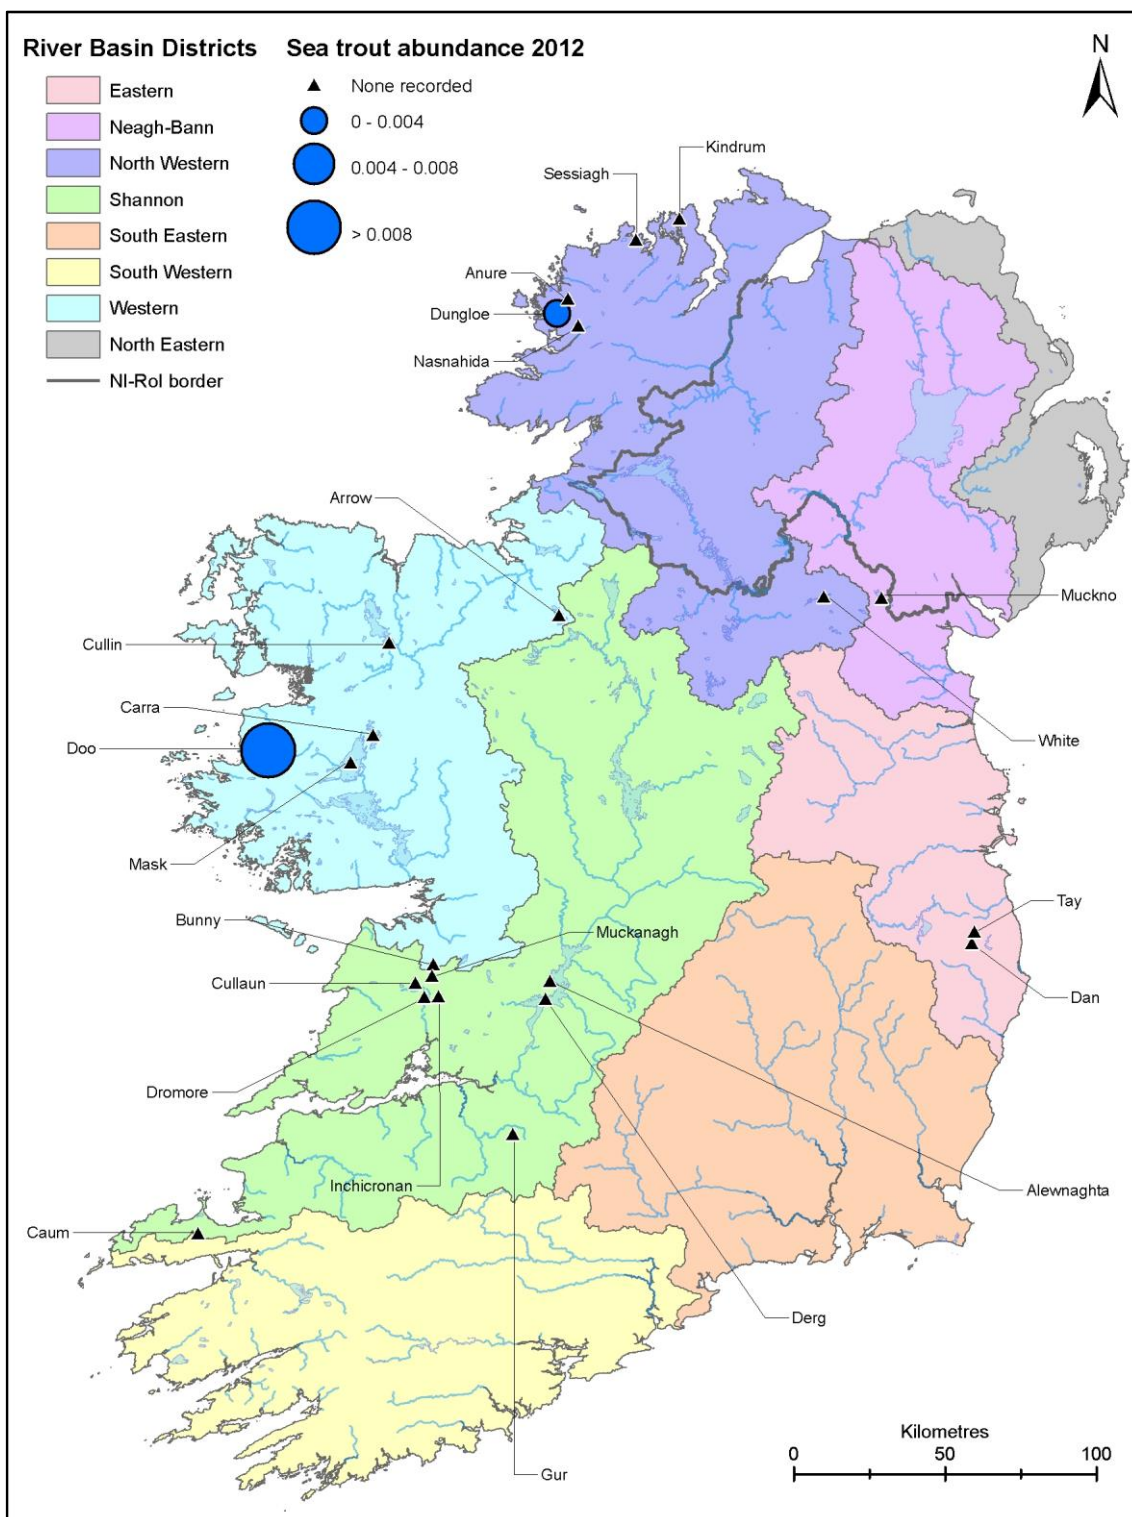 River Basin Districts
Eastern
Neagh-Bann
North Western
Shannon
South Eastern
South Western
Western
North Eastern
NI-RoI border
Sea trout abundance 2012
None recorded
0 - 0.004
0.004 - 0.008
> 0.008
N
Kindrum
Sessiagh
Anure
Dungloe
Nasnahida
Arrow
Muckno
Cullin
Carra
Doo
White
Mask
Bunny
Muckanagh
Tay
Cullaun
Dan
Dromore
Inchicronan
Alewnaghta
Caum
Derg
Gur
Kilometres
0 50 100